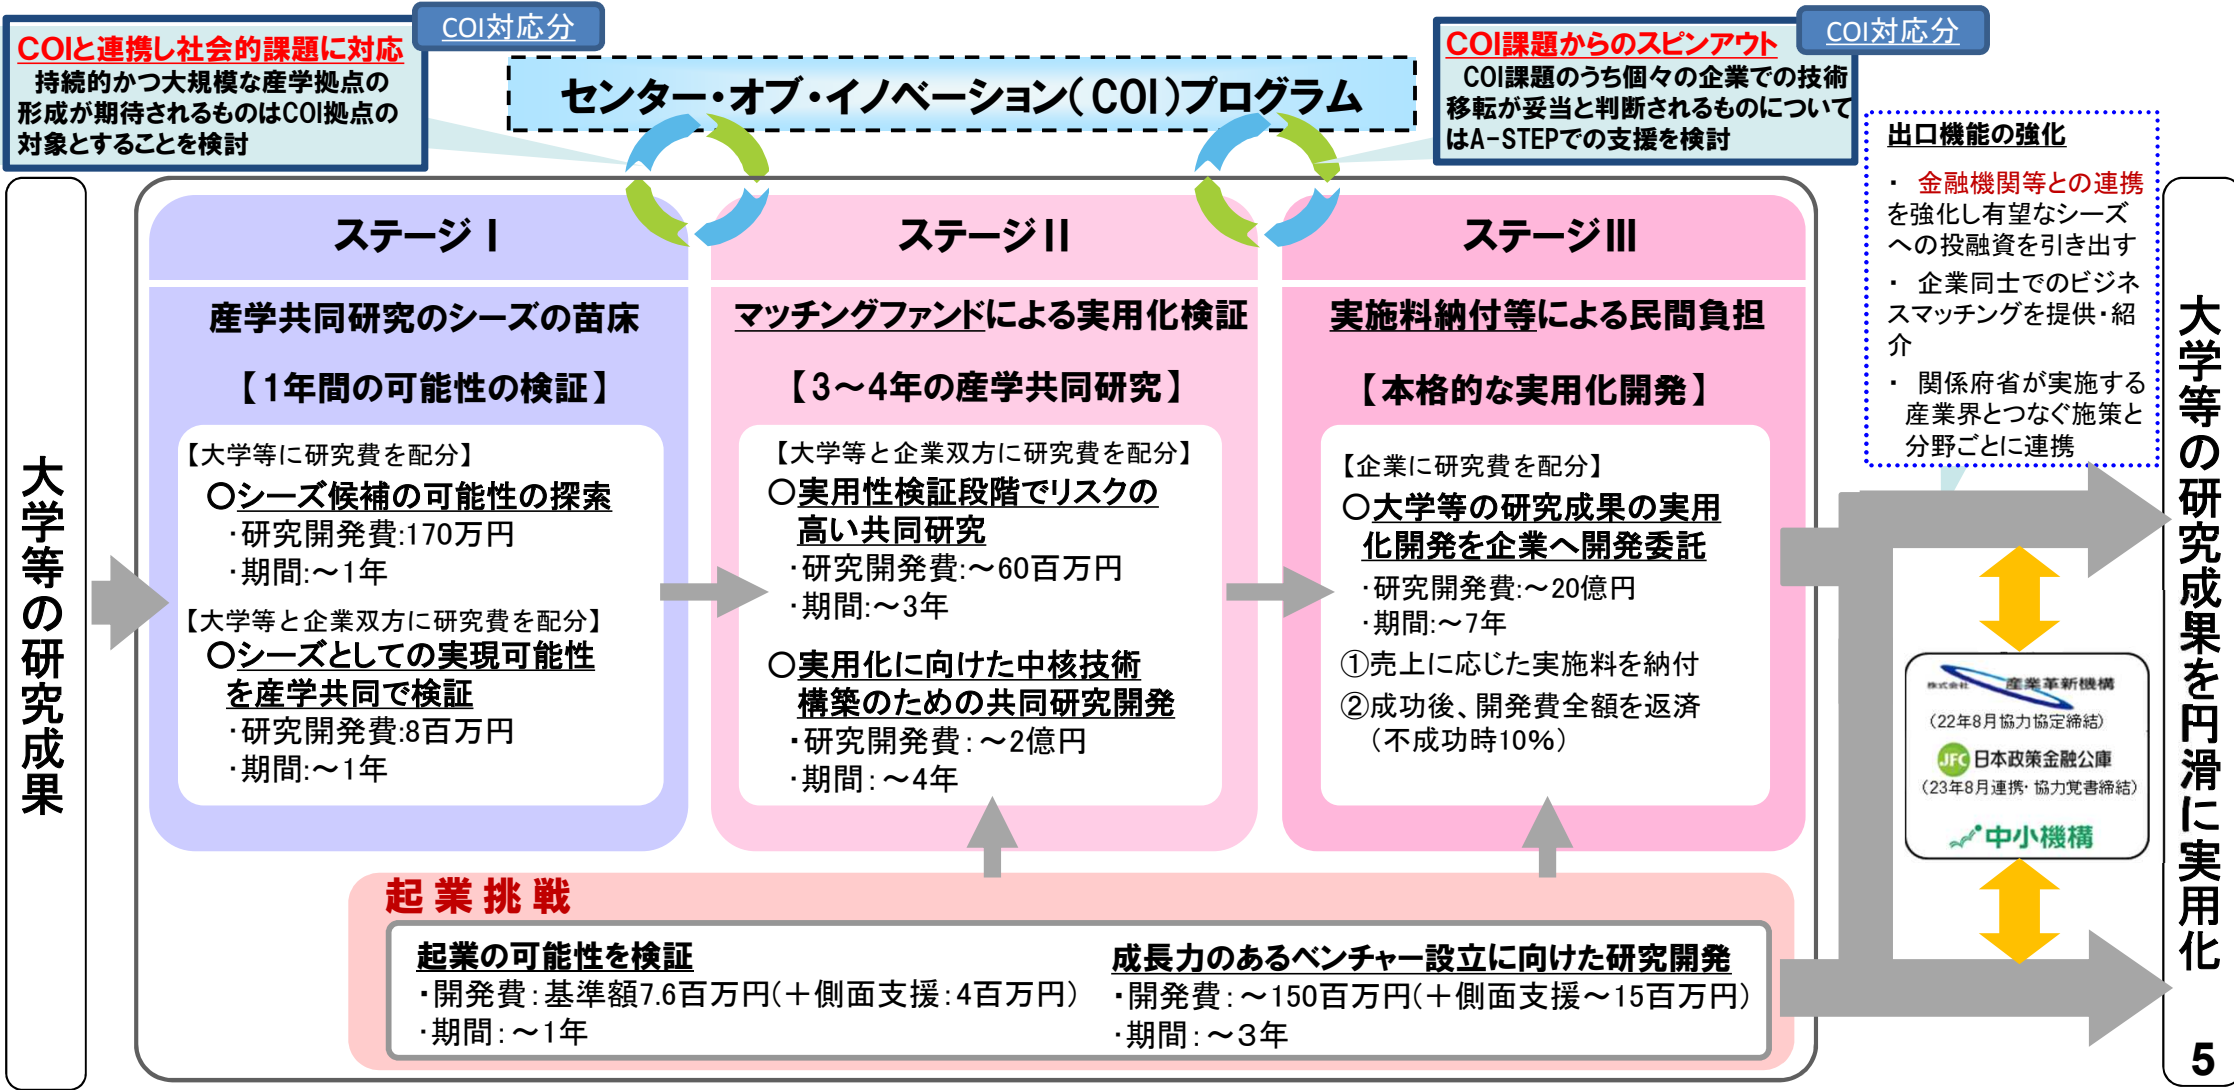 COI対応分
COIと連携し社会的課題に対応
持続的かつ大規模な産学拠点の
形成が期待されるものはCOI拠点の
対象とすることを検討
センター・オブ・イノベーション(COI)プログラム
COI対応分
COI課題からのスピンアウト
COI課題のうち個々の企業での技術
移転が妥当と判断されるものについて
はA-STEPでの支援を検討
出口機能の強化
・ 金融機関等との連携
を強化し有望なシーズ
への投融資を引き出す
・ 企業同士でのビジネ
スマッチングを提供・紹
介
・ 関係府省が実施する
産業界とつなぐ施策と
分野ごとに連携
大学等の研究成果
ステージⅠ
産学共同研究のシーズの苗床
【1年間の可能性の検証】
【大学等に研究費を配分】
○シーズ候補の可能性の探索
・研究開発費:170万円
・期間:～1年
【大学等と企業双方に研究費を配分】
○シーズとしての実現可能性
を産学共同で検証
・研究開発費:8百万円
・期間:～1年
ステージⅡ
マッチングファンドによる実用化検証
【3～4年の産学共同研究】
【大学等と企業双方に研究費を配分】
○実用性検証段階でリスクの
高い共同研究
・研究開発費:～60百万円
・期間:～3年
○実用化に向けた中核技術
構築のための共同研究開発
・研究開発費:～2億円
・期間:～4年
ステージⅢ
実施料納付等による民間負担
【本格的な実用化開発】
【企業に研究費を配分】
○大学等の研究成果の実用
化開発を企業へ開発委託
・研究開発費:～20億円
・期間:～7年
①売上に応じた実施料を納付
②成功後、開発費全額を返済
(不成功時10%)
起業挑戦
起業の可能性を検証
・開発費:基準額7.6百万円(＋側面支援:4百万円)
・期間:～1年
成長力のあるベンチャー設立に向けた研究開発
・開発費:～150百万円(＋側面支援～15百万円)
・期間:～3年
株式会社 産業革新機構
(22年8月協力協定締結)
JFC 日本政策金融公庫
(23年8月連携・協力覚書締結)
中小機構
大学等の研究成果を円滑に実用化
5